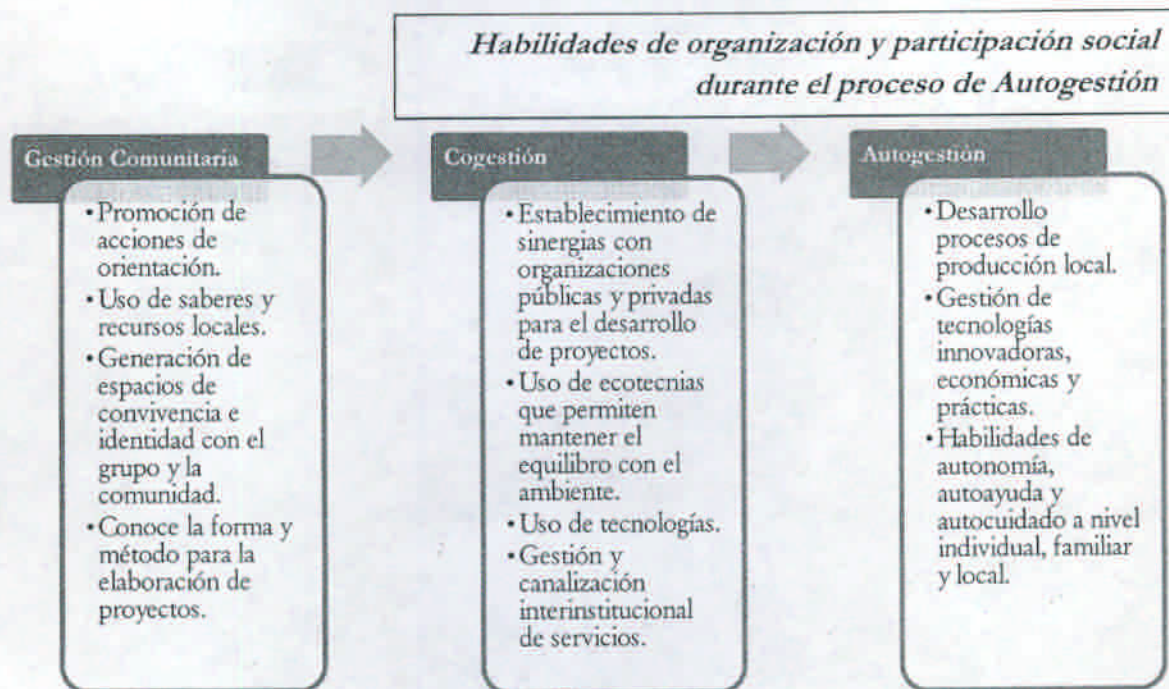 Habilidades de organización y participación social
durante el proceso de Autogestión
Gestión Comunitaria
•Promoción de
acciones de
orientación.
•Uso de saberes y
recursos locales.
•Generación de
espacios de
convivencia e
identidad con el
grupo y la
comunidad.
•Conoce la forma y
método para la
elaboración de
proyectos.
Cogestión
•Establecimiento de
sinergias con
organizaciones
públicas y privadas
para el desarrollo
de proyectos.
•Uso de ecotecnias
que permiten
mantener el
equilibro con el
ambiente.
•Uso de tecnologías.
•Gestión y
canalización
interinstitucional
de servicios.
Autogestión
•Desarrollo
procesos de
producción local.
•Gestión de
tecnologías
innovadoras,
económicas y
prácticas.
•Habilidades de
autonomía,
autoayuda y
autocuidado a nivel
individual, familiar
y local.